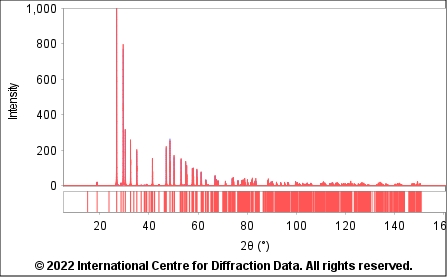 1,000
800
600
400
200
0
Intensity
20 40 60 80 100 120 140 16
2θ (°)
© 2022 International Centre for Diffraction Data. All rights reserved.